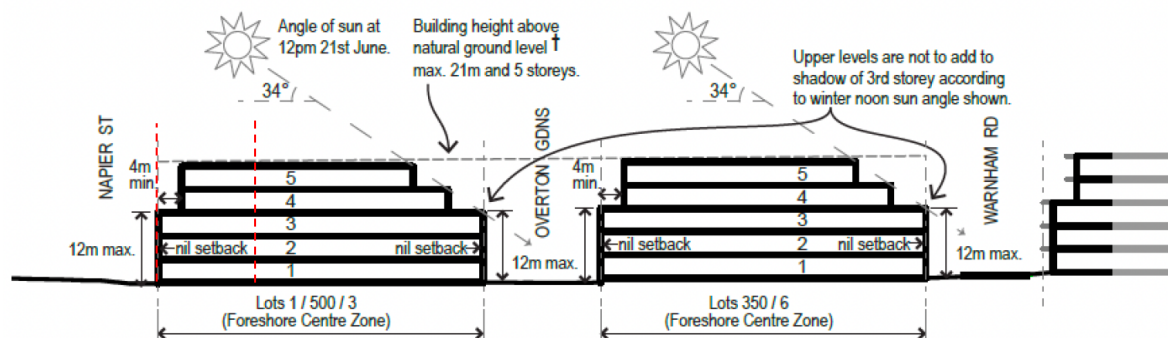 Angle of sun at
12pm 21st June.
Building height above
natural ground level †
max. 21m and 5 storeys.
Upper levels are not to add to
shadow of 3rd storey according
to winter noon sun angle shown.
34°
34°
NAPIER ST
OVERTON GDNS
WARNHAM RD
4m
min.
5
4
3
2
1
nil setback
nil setback
12m max.
12m max.
4m
min.
5
4
3
2
1
nil setback
nil setback
12m max.
Lots 1 / 500 / 3
(Foreshore Centre Zone)
Lots 350 / 6
(Foreshore Centre Zone)